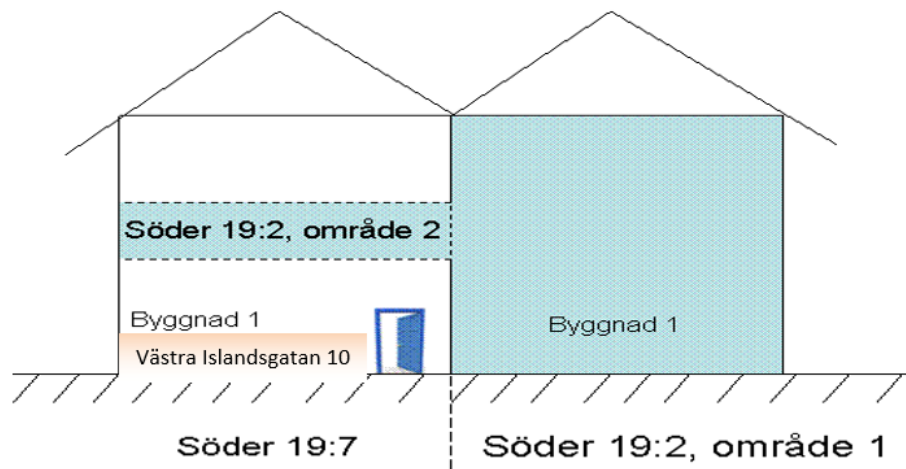 Söder 19:2, område 2
Byggnad 1
Västra Islandsgatan 10
Byggnad 1
Söder 19:7
Söder 19:2, område 1